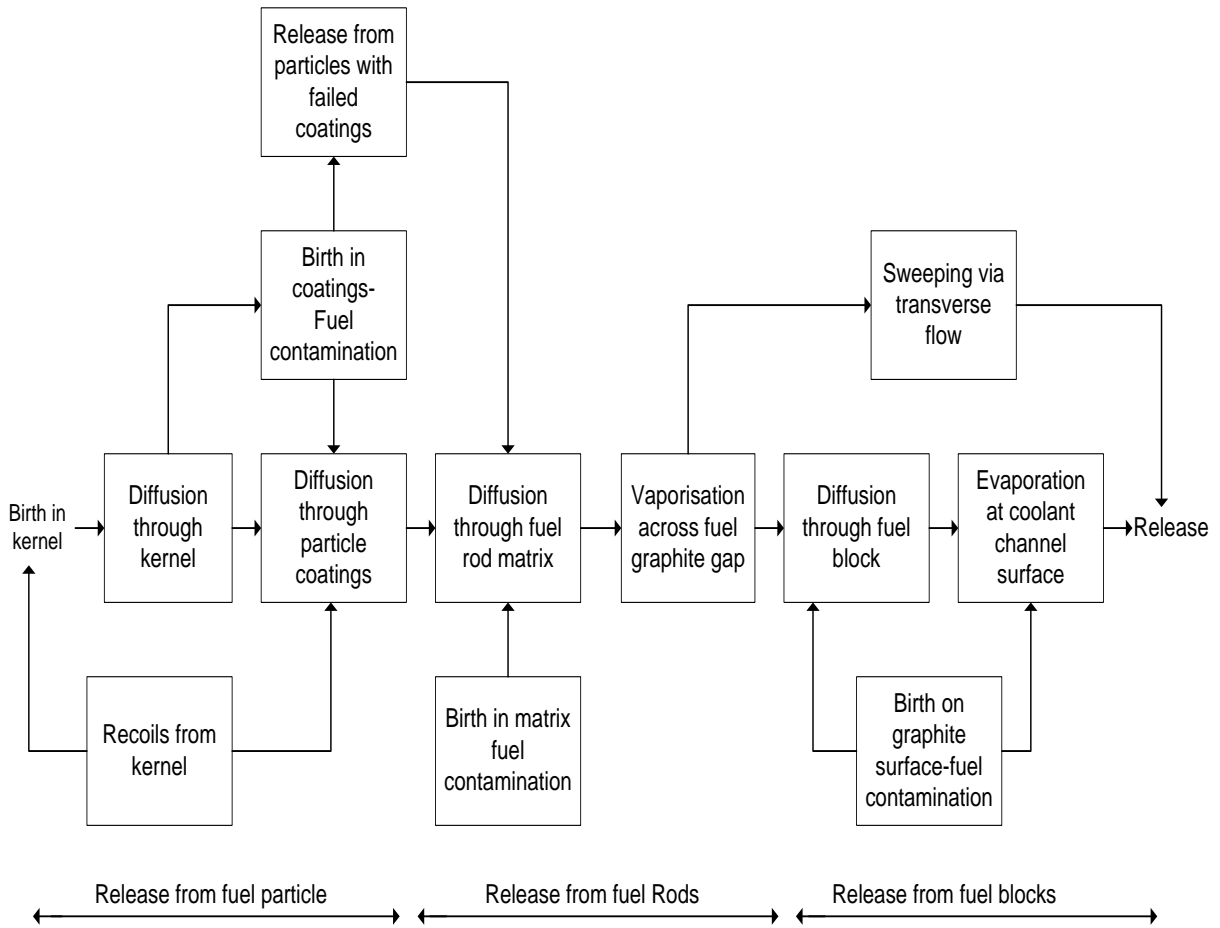 Release from
particles with
failed
coatings
Birth in
coatings-
Fuel
contamination
Sweeping via
transverse
flow
Birth in
kernel
Diffusion
through
kernel
Diffusion
through
particle
coatings
Diffusion
through fuel
rod matrix
Vaporisation
across fuel
graphite gap
Diffusion
through fuel
block
Evaporation
at coolant
channel
surface
Release
Recoils from
kernel
Birth in matrix
fuel
contamination
Birth on
graphite
surface-fuel
contamination
Release from fuel particle
Release from fuel Rods
Release from fuel blocks